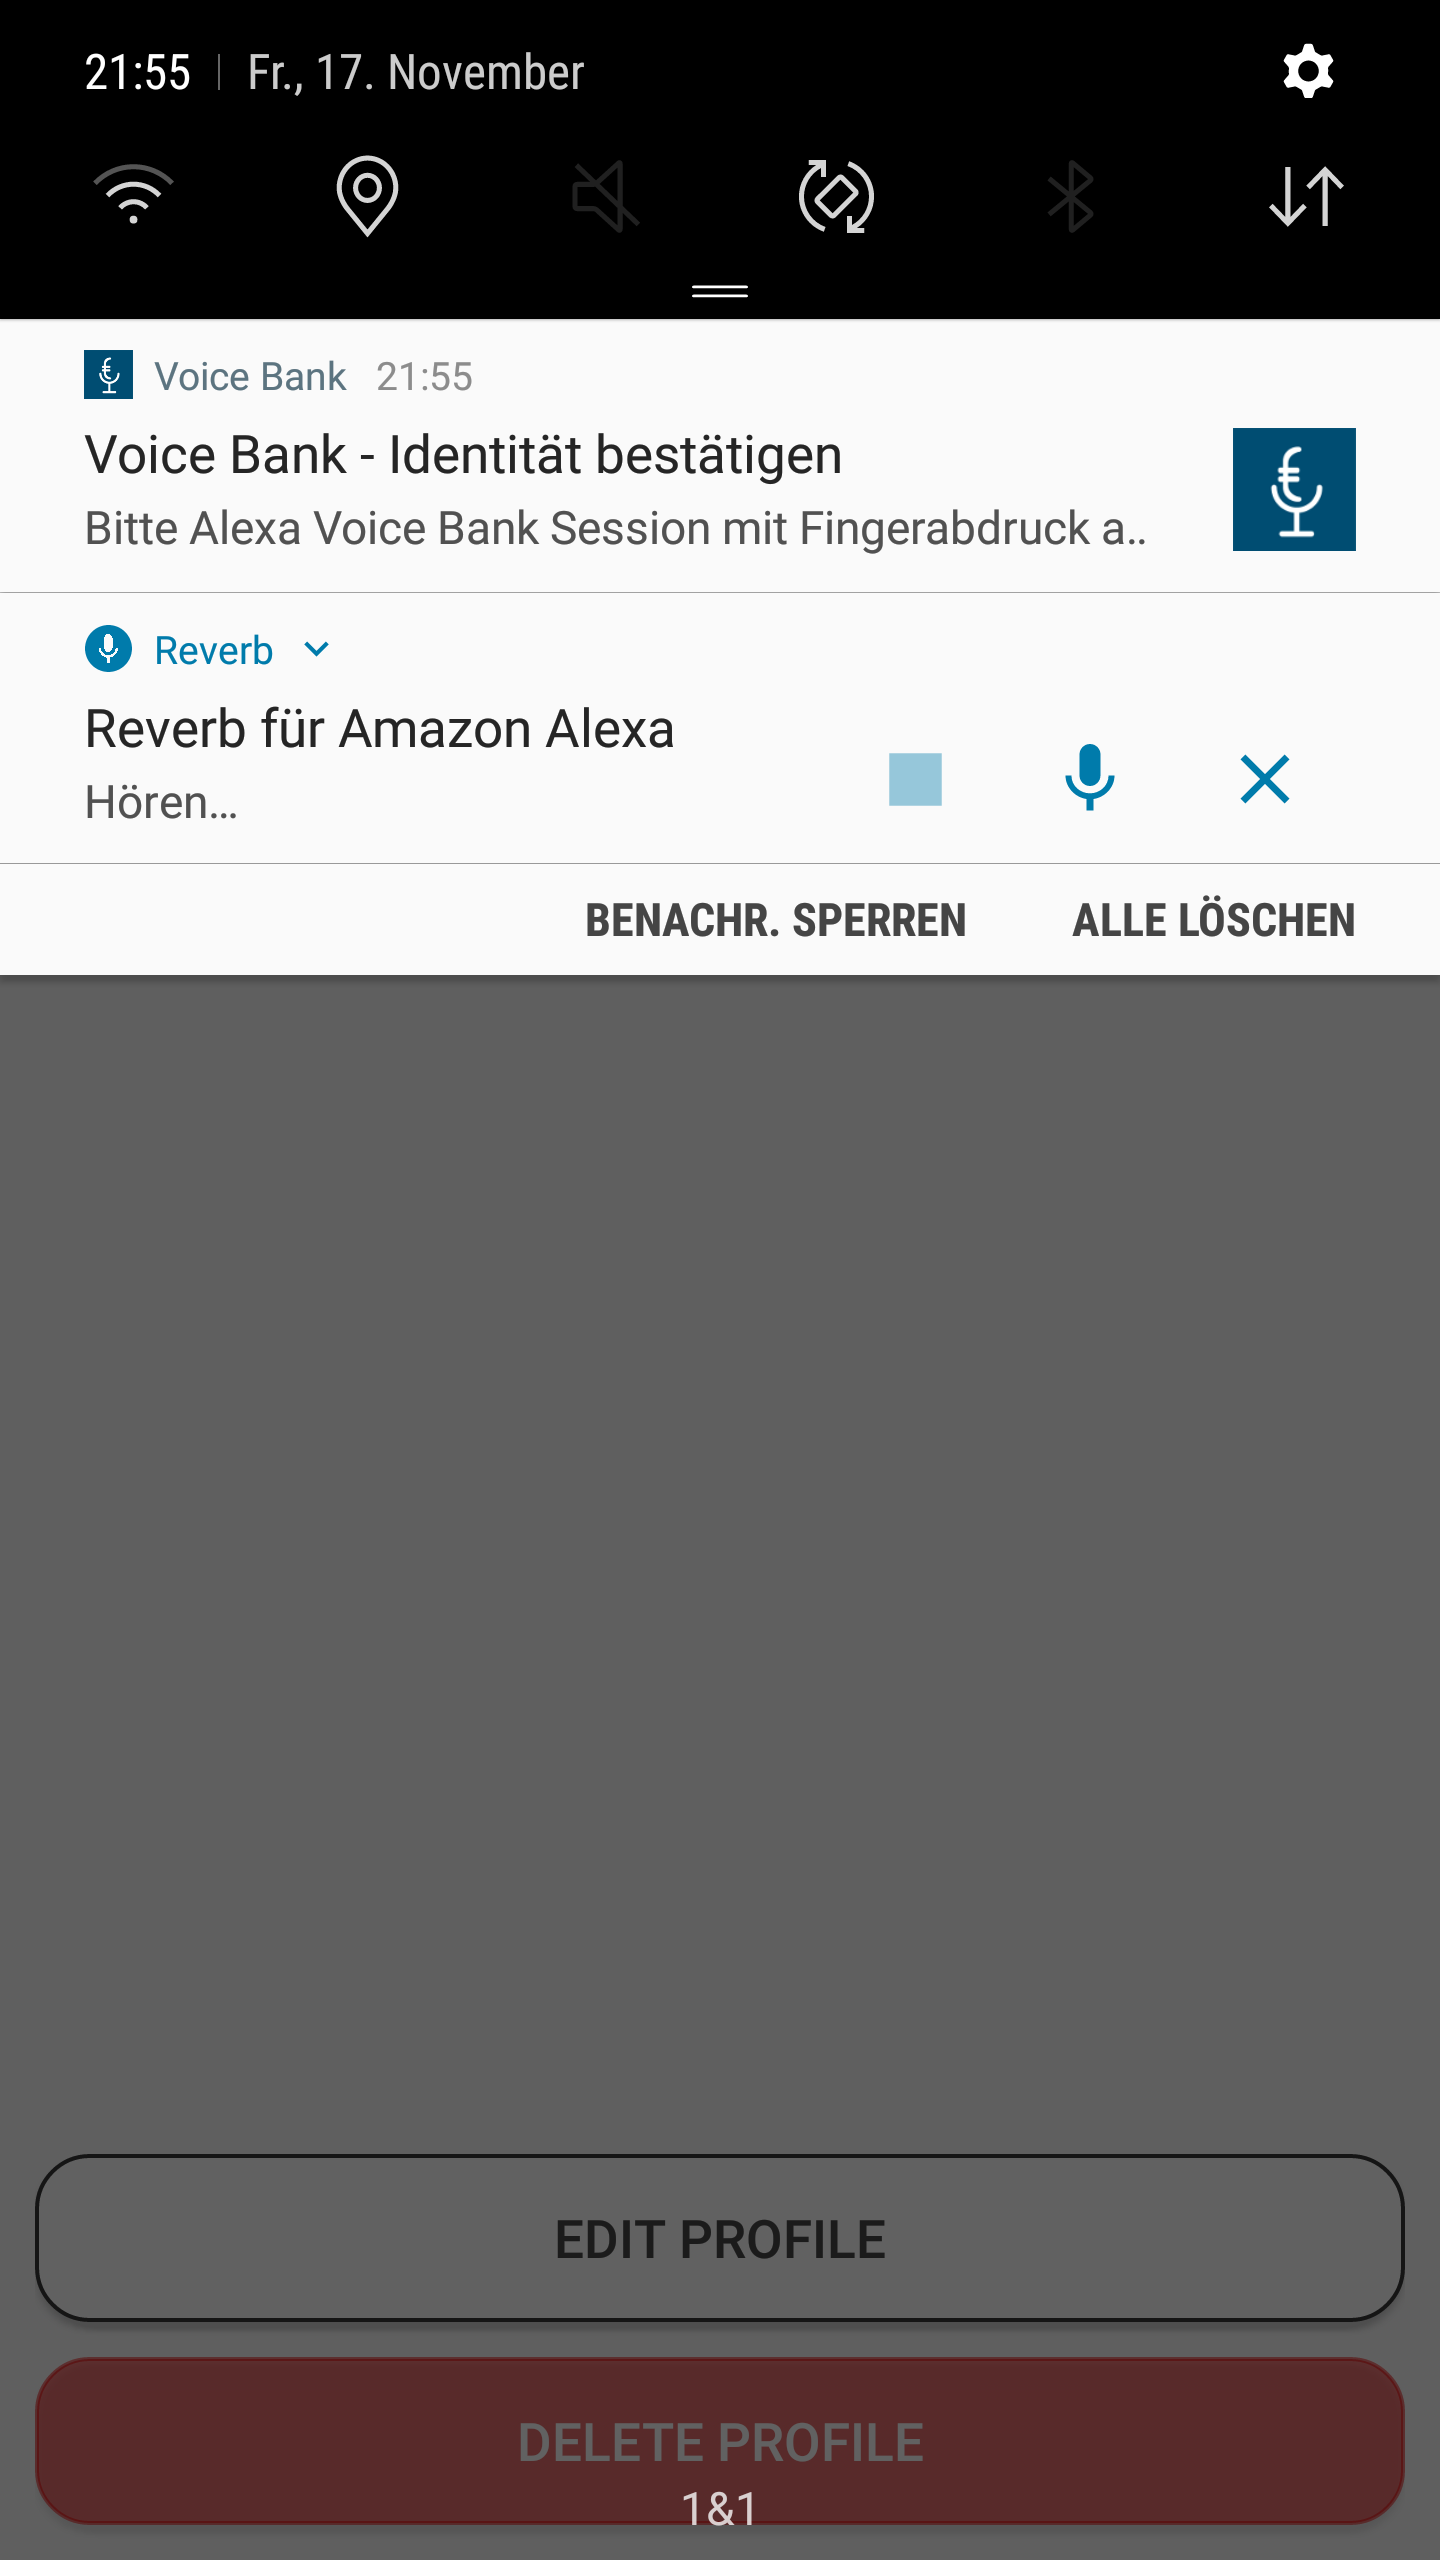 21:55 | Fr., 17. November
Voice Bank 21:55
Voice Bank - Identität bestätigen
Bitte Alexa Voice Bank Session mit Fingerabdruck a..
Reverb
Reverb für Amazon Alexa
Hören...
BENACHR. SPERREN ALLE LÖSCHEN
EDIT PROFILE
DELETE PROFILE
1&1